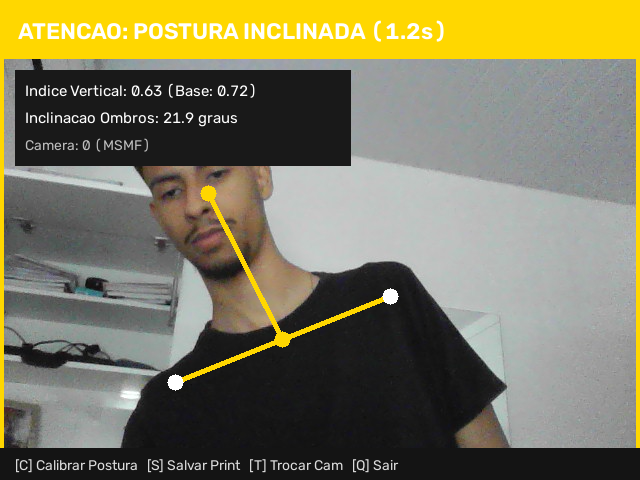 ATENCAO: POSTURA INCLINADA (1.2s)
Indice Vertical: 0.63 (Base: 0.72)
Inclinacao Ombros: 21.9 graus
Camera: 0 (MSMF)
[C] Calibrar Postura [S] Salvar Print [T] Trocar Cam [Q] Sair